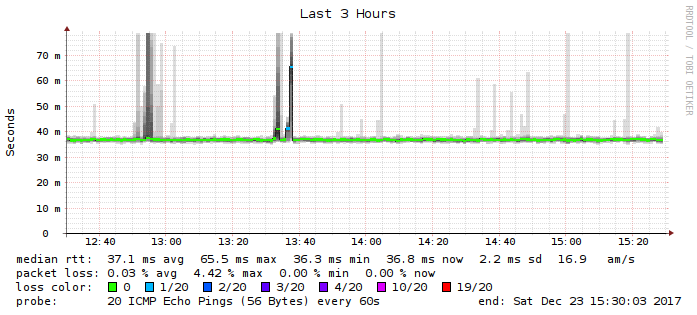 Last 3 Hours
RRDTOOL / TOBI OETIKER
Seconds
70 m
60 m
50 m
40 m
30 m
20 m
10 m
0
12:40 13:00 13:20 13:40 14:00 14:20 14:40 15:00 15:20
median rtt: 37.1 ms avg 65.5 ms max 36.3 ms min 36.8 ms now 2.2 ms sd 16.9 am/s
packet loss: 0.03 % avg 4.42 % max 0.00 % min 0.00 % now
loss color: 0 1/20 2/20 3/20 4/20 10/20 19/20
probe: 20 ICMP Echo Pings (56 Bytes) every 60s end: Sat Dec 23 15:30:03 2017